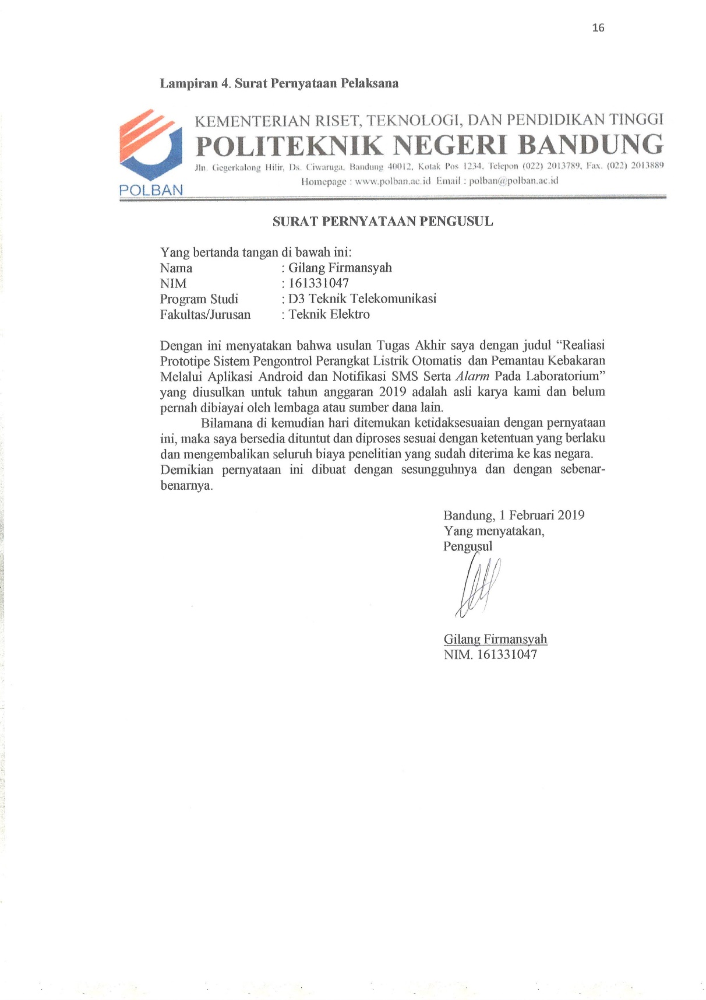 16
Lampiran 4. Surat Pernyataan Pelaksana
KEMENTERIAN RISET, TEKNOLOGI, DAN PENDIDIKAN TINGGI
POLITEKNIK NEGERI BANDUNG
Jln. Gegerkalong Hilir, Ds. Ciwaruga, Bandung 40012, Kotak Pos 1234, Telepon (022) 2013789, Fax. (022) 2013889
Homepage : www.polban.ac.id Email : polban@polban.ac.id
POLBAN
SURAT PERNYATAAN PENGUSUL
Yang bertanda tangan di bawah ini:
Nama : Gilang Firmansyah
NIM : 161331047
Program Studi : D3 Teknik Telekomunikasi
Fakultas/Jurusan : Teknik Elektro
Dengan ini menyatakan bahwa usulan Tugas Akhir saya dengan judul “Realiasi
Prototipe Sistem Pengontrol Perangkat Listrik Otomatis dan Pemantau Kebakaran
Melalui Aplikasi Android dan Notifikasi SMS Serta Alarm Pada Laboratorium”
yang diusulkan untuk tahun anggaran 2019 adalah asli karya kami dan belum
pernah dibiayai oleh lembaga atau sumber dana lain.
Bilamana di kemudian hari ditemukan ketidaksesuaian dengan pernyataan
ini, maka saya bersedia dituntut dan diproses sesuai dengan ketentuan yang berlaku
dan mengembalikan seluruh biaya penelitian yang sudah diterima ke kas negara.
Demikian pernyataan ini dibuat dengan sesungguhnya dan dengan sebenar-
benarnya.
Bandung, 1 Februari 2019
Yang menyatakan,
Pengusul
Gilang Firmansyah
NIM. 161331047